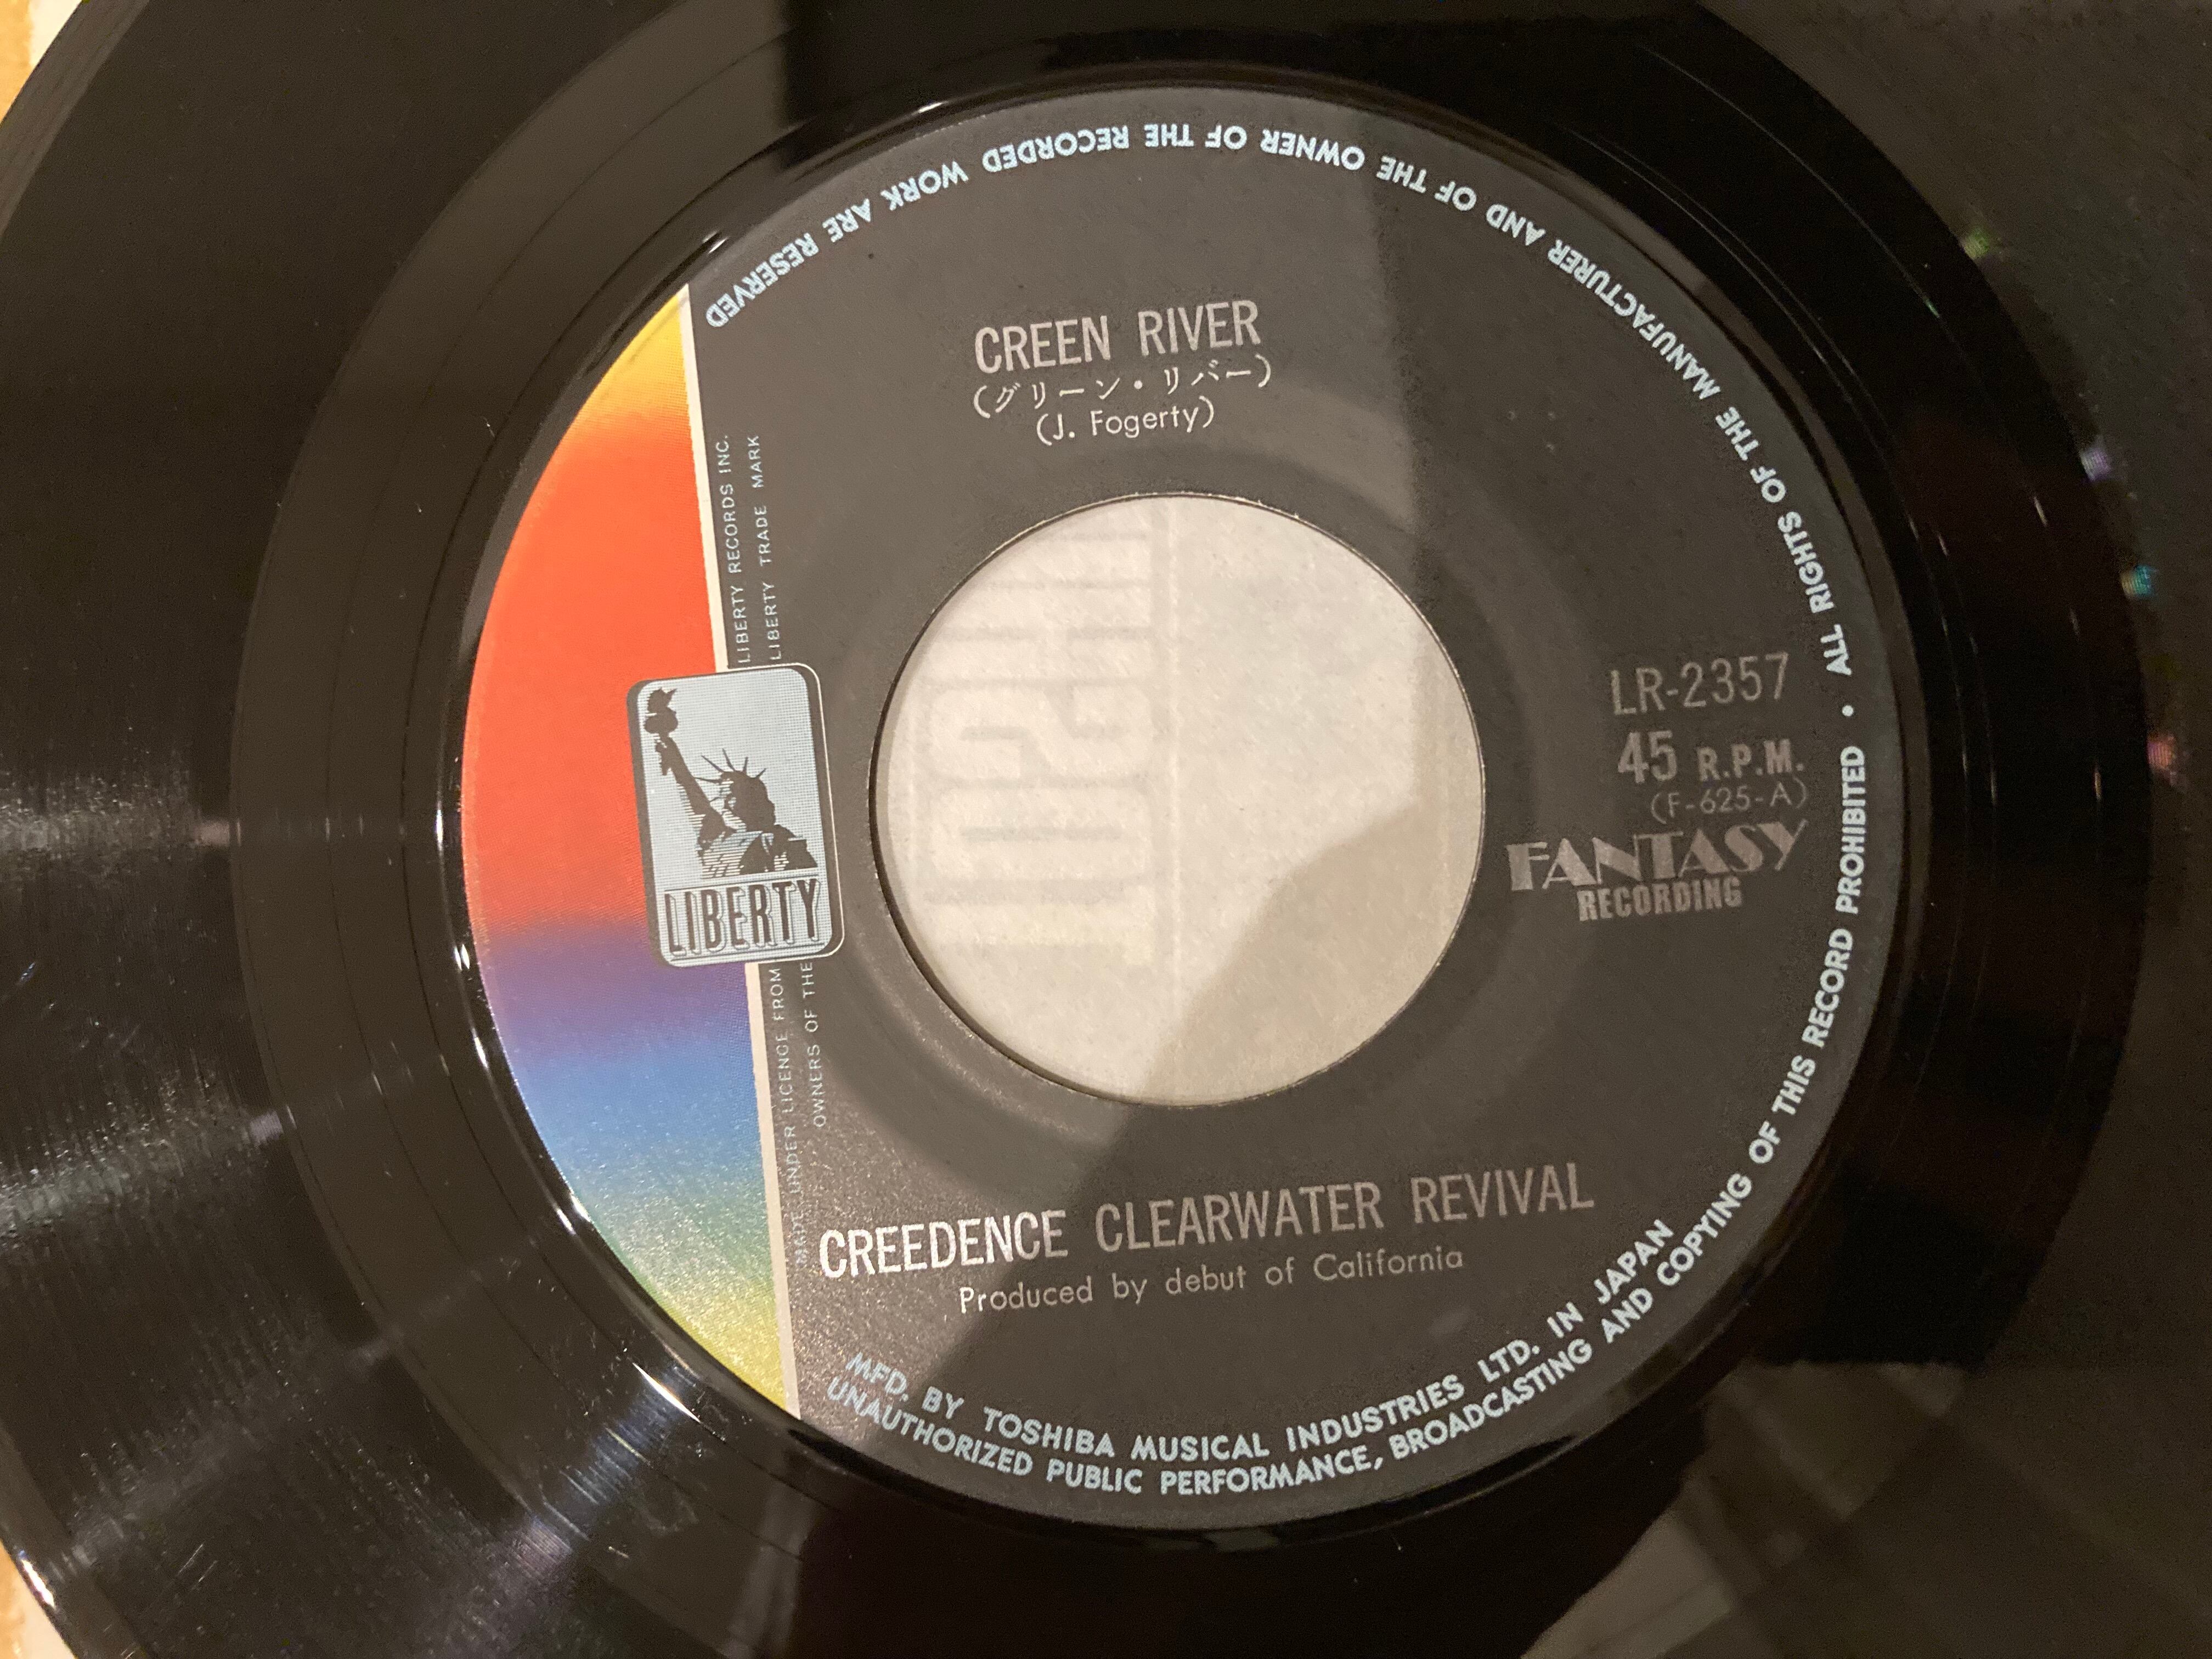 CREEN RIVER
(グリーン・リバー)
(J. Fogerty)
LIBERTY RECORDS INC.
LIBERTY TRADE MARK
LIBERTY
MADE UNDER LICENCE FROM
OWNERS OF THE
LR-2357
45 R.P.M.
(F-625-A)
FANTASY
RECORDING
CREEDENCE CLEARWATER REVIVAL
Produced by debut of California
MFD. BY TOSHIBA MUSICAL INDUSTRIES LTD. IN JAPAN
UNAUTHORIZED PUBLIC PERFORMANCE, BROADCASTING AND COPYING OF THIS RECORD PROHIBITED • ALL RIGHTS OF THE MANUFACTURER AND OF THE OWNER OF THE RECORDED WORK ARE RESERVED